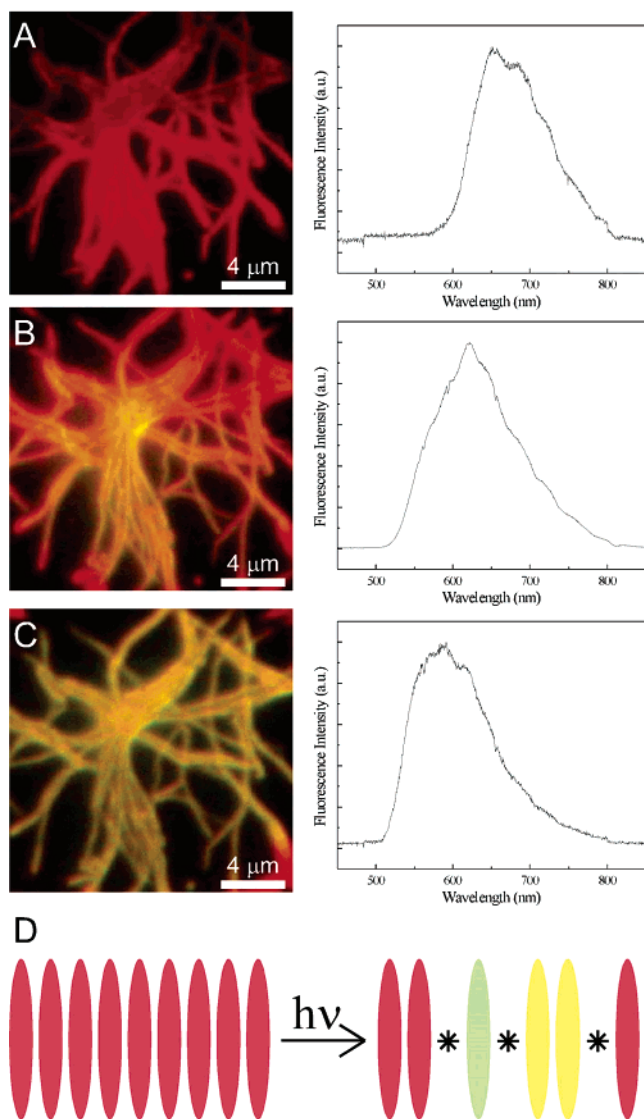 A
4 μm
Fluorescence Intensity (a.u.)
500 600 700 800
Wavelength (nm)
B
4 μm
Fluorescence Intensity (a.u.)
500 600 700 800
Wavelength (nm)
C
4 μm
Fluorescence Intensity (a.u.)
500 600 700 800
Wavelength (nm)
D
hν
* * *